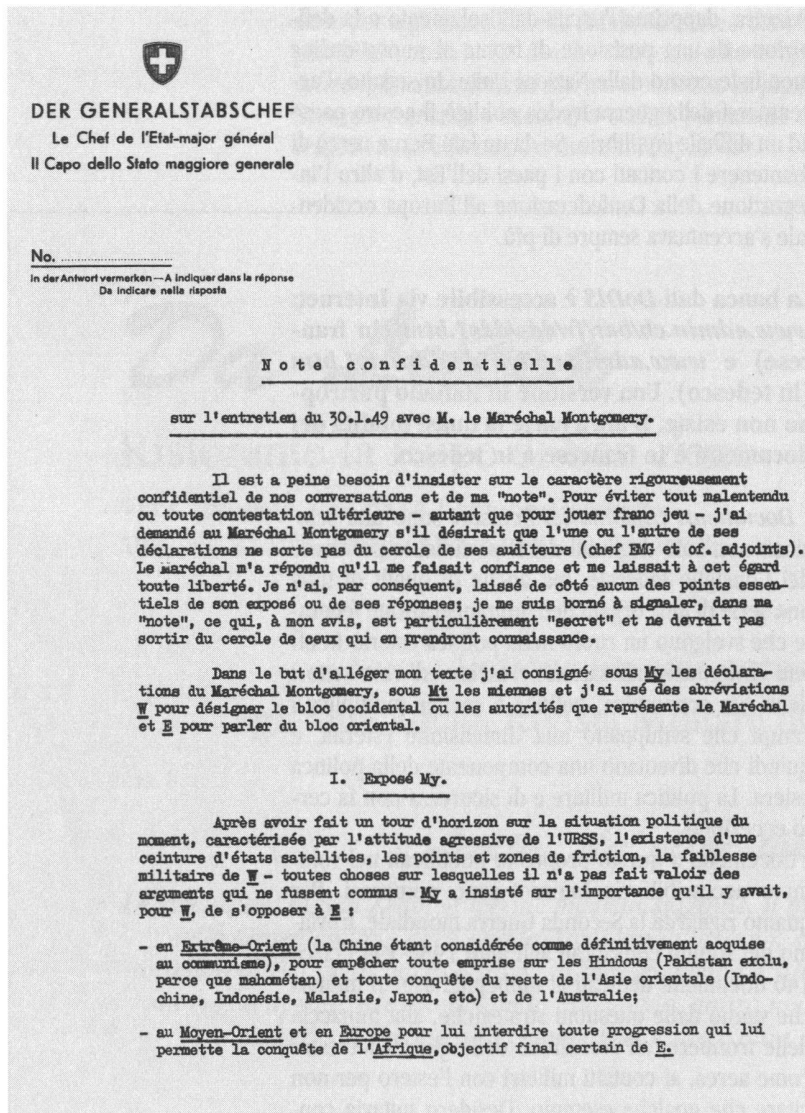 DER GENERALSTABSCHEF
Le Chef de l'Etat-major général
Il Capo dello Stato maggiore generale
No.
In der Antwort vermerken — A indiquer dans la réponse
Da indicare nella risposta
Note confidentielle
sur l'entretien du 30.1.49 avec M. le Maréchal Montgomery.
Il est a peine besoin d'insister sur le caractère rigoureusement
confidentiel de nos conversations et de ma "note". Pour éviter tout malentendu
ou toute contestation ultérieure - autant que pour jouer franc jeu - j'ai
demandé au Maréchal Montgomery s'il désirait que l'une ou l'autre de ses
déclarations ne sorte pas du cercle de ses auditeurs (chef EMG et of. adjoints).
Le Maréchal m'a répondu qu'il me faisait confiance et me laissait à cet égard
toute liberté. Je n'ai, par conséquent, laissé de côté aucun des points essen-
tiels de son exposé ou de ses réponses; je me suis borné à signaler, dans ma
"note", ce qui, à mon avis, est particulièrement "secret" et ne devrait pas
sortir du cercle de ceux qui en prendront connaissance.
Dans le but d'alléger mon texte j'ai consigné sous My les déclara-
tions du Maréchal Montgomery, sous Mt les miennes et j'ai usé des abréviations
W pour désigner le bloc occidental ou les autorités que représente le Maréchal
et E pour parler du bloc oriental.
I. Exposé My.
Après avoir fait un tour d'horizon sur la situation politique du
moment, caractérisée par l'attitude agressive de l'URSS, l'existence d'une
ceinture d'états satellites, les points et zones de friction, la faiblesse
militaire de W - toutes choses sur lesquelles il n'a pas fait valoir des
arguments qui ne fussent connus - My a insisté sur l'importance qu'il y avait,
pour W, de s'opposer à E :
- en Extrême-Orient (la Chine étant considérée comme définitivement acquise
au communisme), pour empêcher toute emprise sur les Hindous (Pakistan exclu,
parce que mahométan) et toute conquête du reste de l'Asie orientale (Indo-
chine, Indonésie, Malaisie, Japon, etc.) et de l'Australie;
- au Moyen-Orient et en Europe pour lui interdire toute progression qui lui
permette la conquête de l'Afrique, objectif final certain de E.